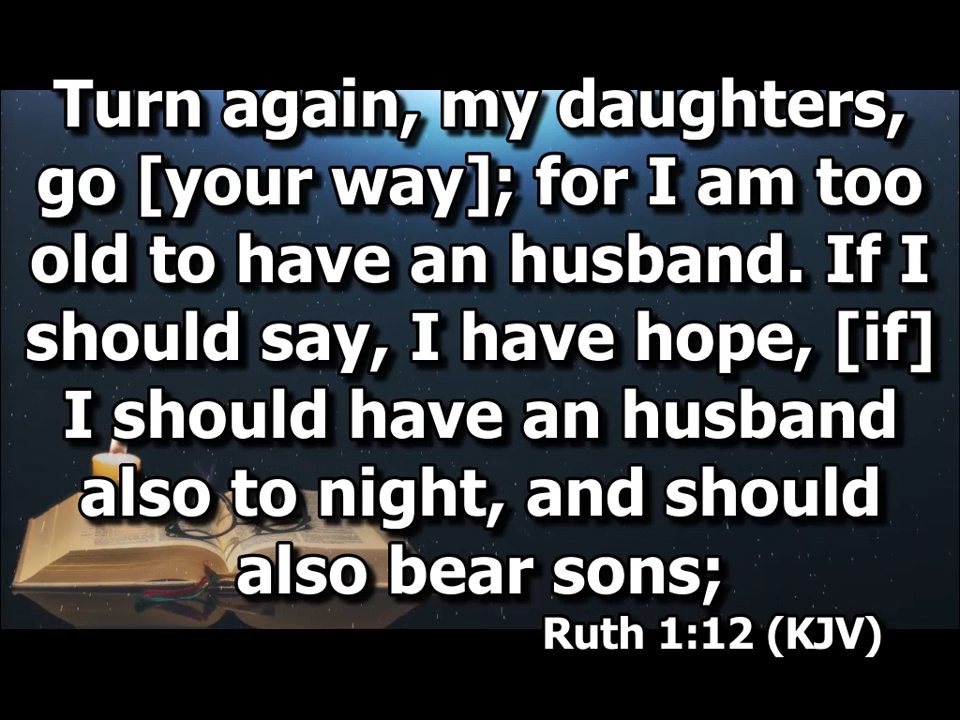 Turn again, my daughters,
go [your way]; for I am too
old to have an husband. If I
should say, I have hope, [if]
I should have an husband
also to night, and should
also bear sons;
Ruth 1:12 (KJV)